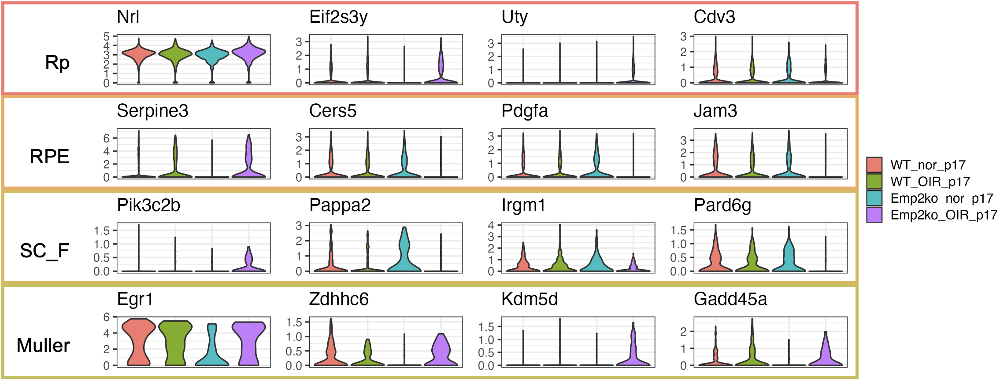 Nrl Eif2s3y Uty Cdv3
Rp
5 4 3 2 1 0
3 2 1 0
3 2 1 0
3 2 1 0
Serpine3 Cers5 Pdgfa Jam3
RPE
6 4 2 0
3 2 1 0
3 2 1 0
3 2 1 0
Pik3c2b Pappa2 Irgm1 Pard6g
SC_F
1.5 1.0 0.5 0.0
3 2 1 0
4 3 2 1 0
1.5 1.0 0.5 0.0
Egr1 Zdhhc6 Kdm5d Gadd45a
Muller
6 4 2 0
1.5 1.0 0.5 0.0
1.5 1.0 0.5 0.0
2 1 0
WT_nor_p17
WT_OIR_p17
Emp2ko_nor_p17
Emp2ko_OIR_p17